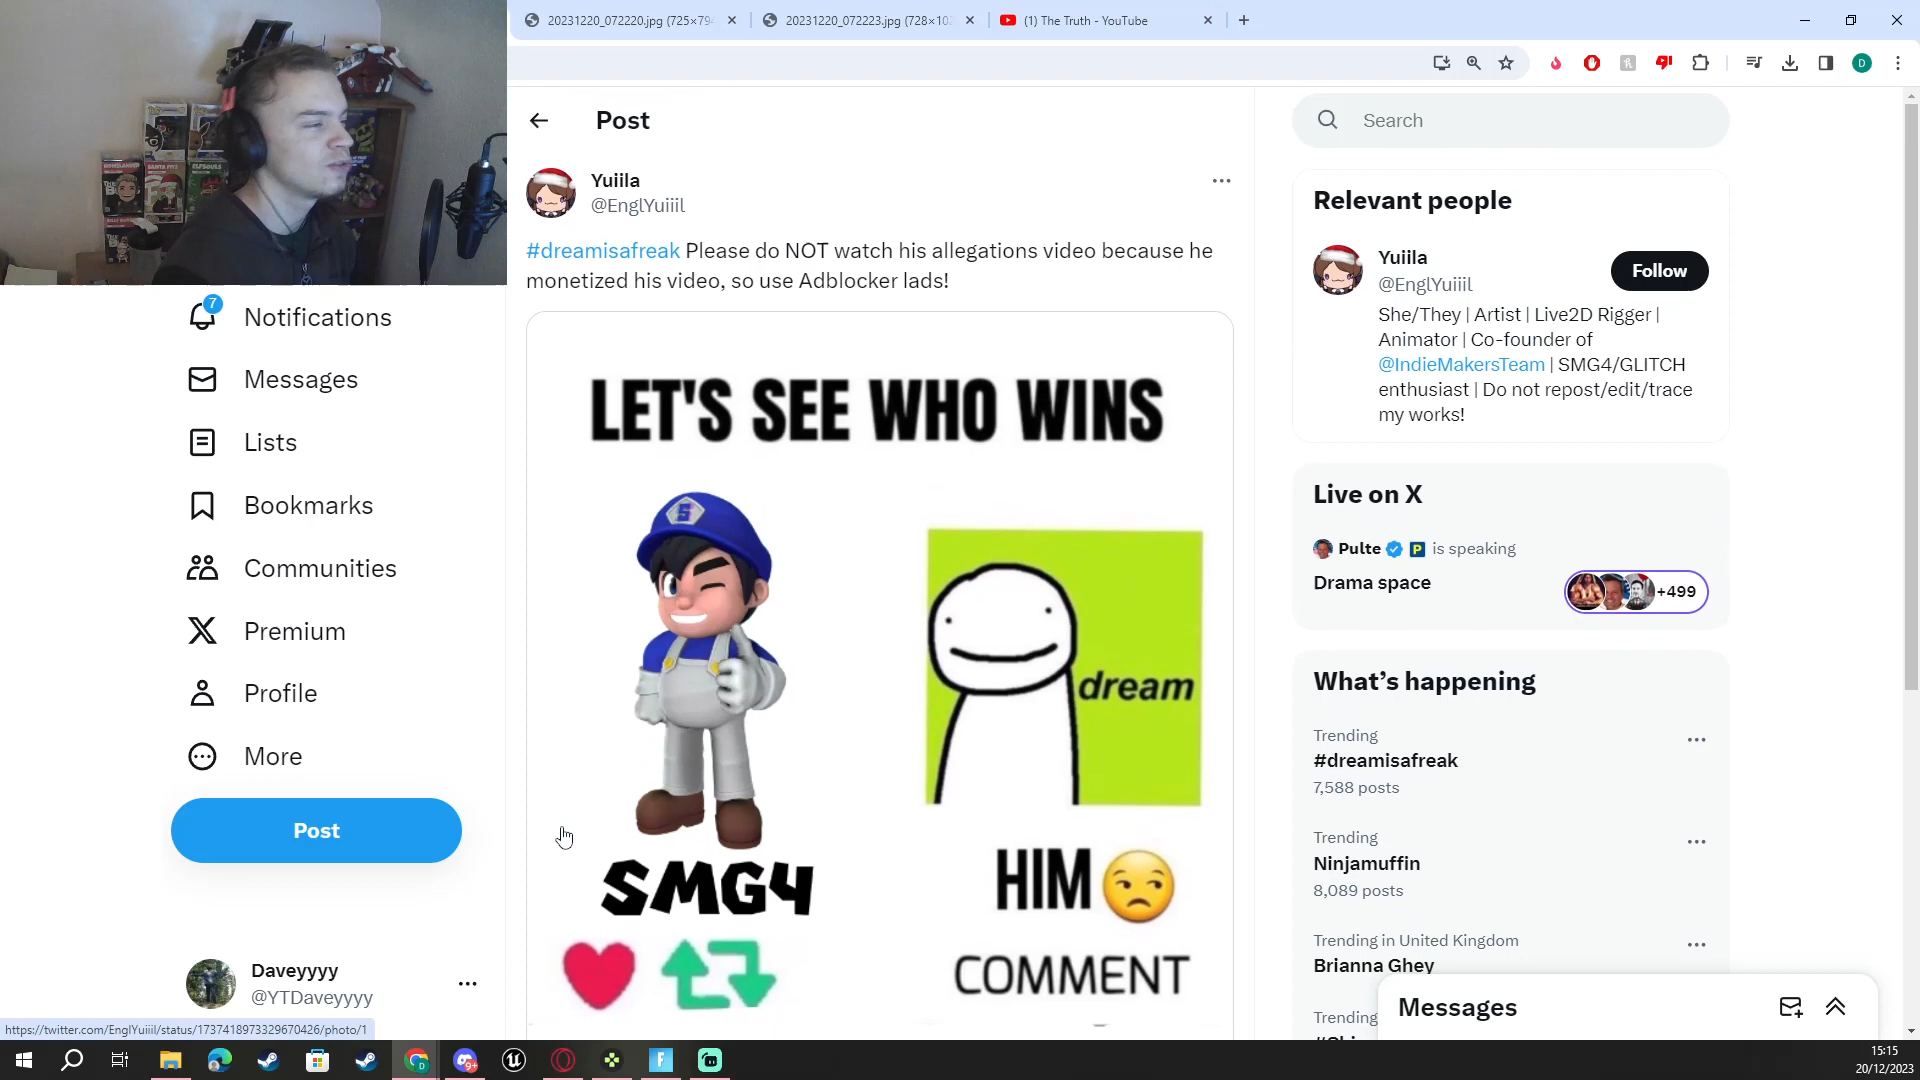 20231220_072220.jpg (725×79
20231220_072223.jpg (728×10
(1) The Truth - YouTube
D
Post
Search
Yuiila
@EnglYuiiil
#dreamisafreak Please do NOT watch his allegations video because he
monetized his video, so use Adblocker lads!
LET'S SEE WHO WINS
S
dream
SMG4
HIM
COMMENT
7
Notifications
Messages
Lists
Bookmarks
Communities
Premium
Profile
More
Post
Daveyyyy
@YTDaveyyyy
https://twitter.com/EnglYuiiil/status/1737418973329670426/photo/1
Relevant people
Yuiila
@EnglYuiiil
Follow
She/They | Artist | Live2D Rigger |
Animator | Co-founder of
@IndieMakersTeam | SMG4/GLITCH
enthusiast | Do not repost/edit/trace
my works!
Live on X
Pulte is speaking
Drama space
+499
What's happening
Trending
#dreamisafreak
7,588 posts
Trending
Ninjamuffin
8,089 posts
Trending in United Kingdom
Brianna Ghey
Trending
Messages
9+
15:15
20/12/2023